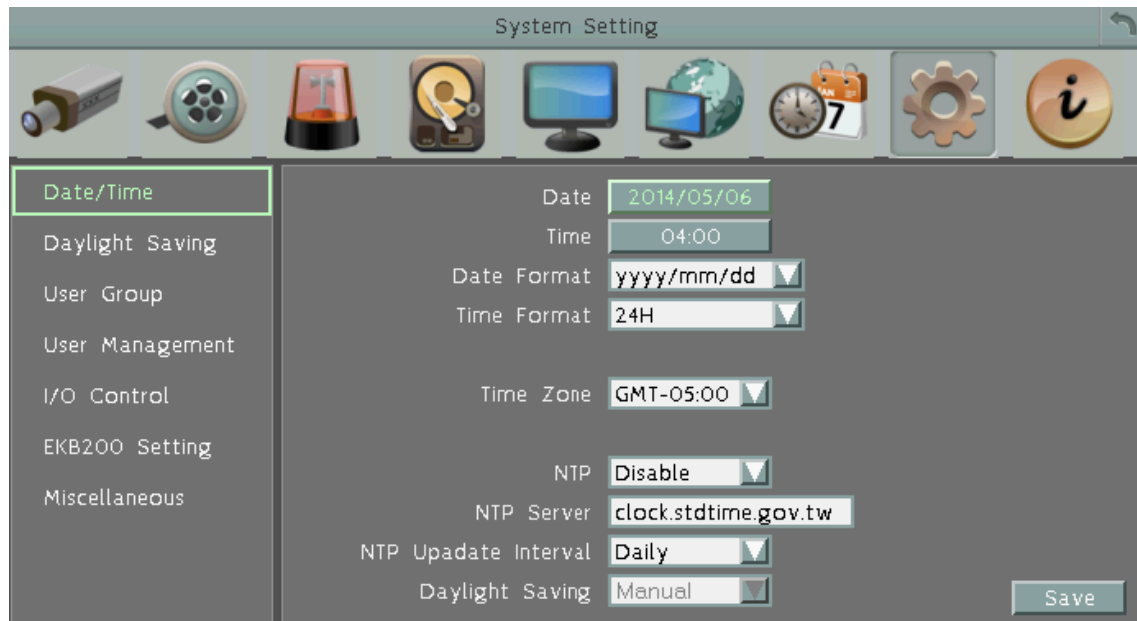 System Setting
JAN
7
i
Date/Time
Daylight Saving
User Group
User Management
I/O Control
EKB200 Setting
Miscellaneous
Date 2014/05/06
Time 04:00
Date Format yyyy/mm/dd
Time Format 24H
Time Zone GMT-05:00
NTP Disable
NTP Server clock.stdtime.gov.tw
NTP Upadate Interval Daily
Daylight Saving Manual
Save